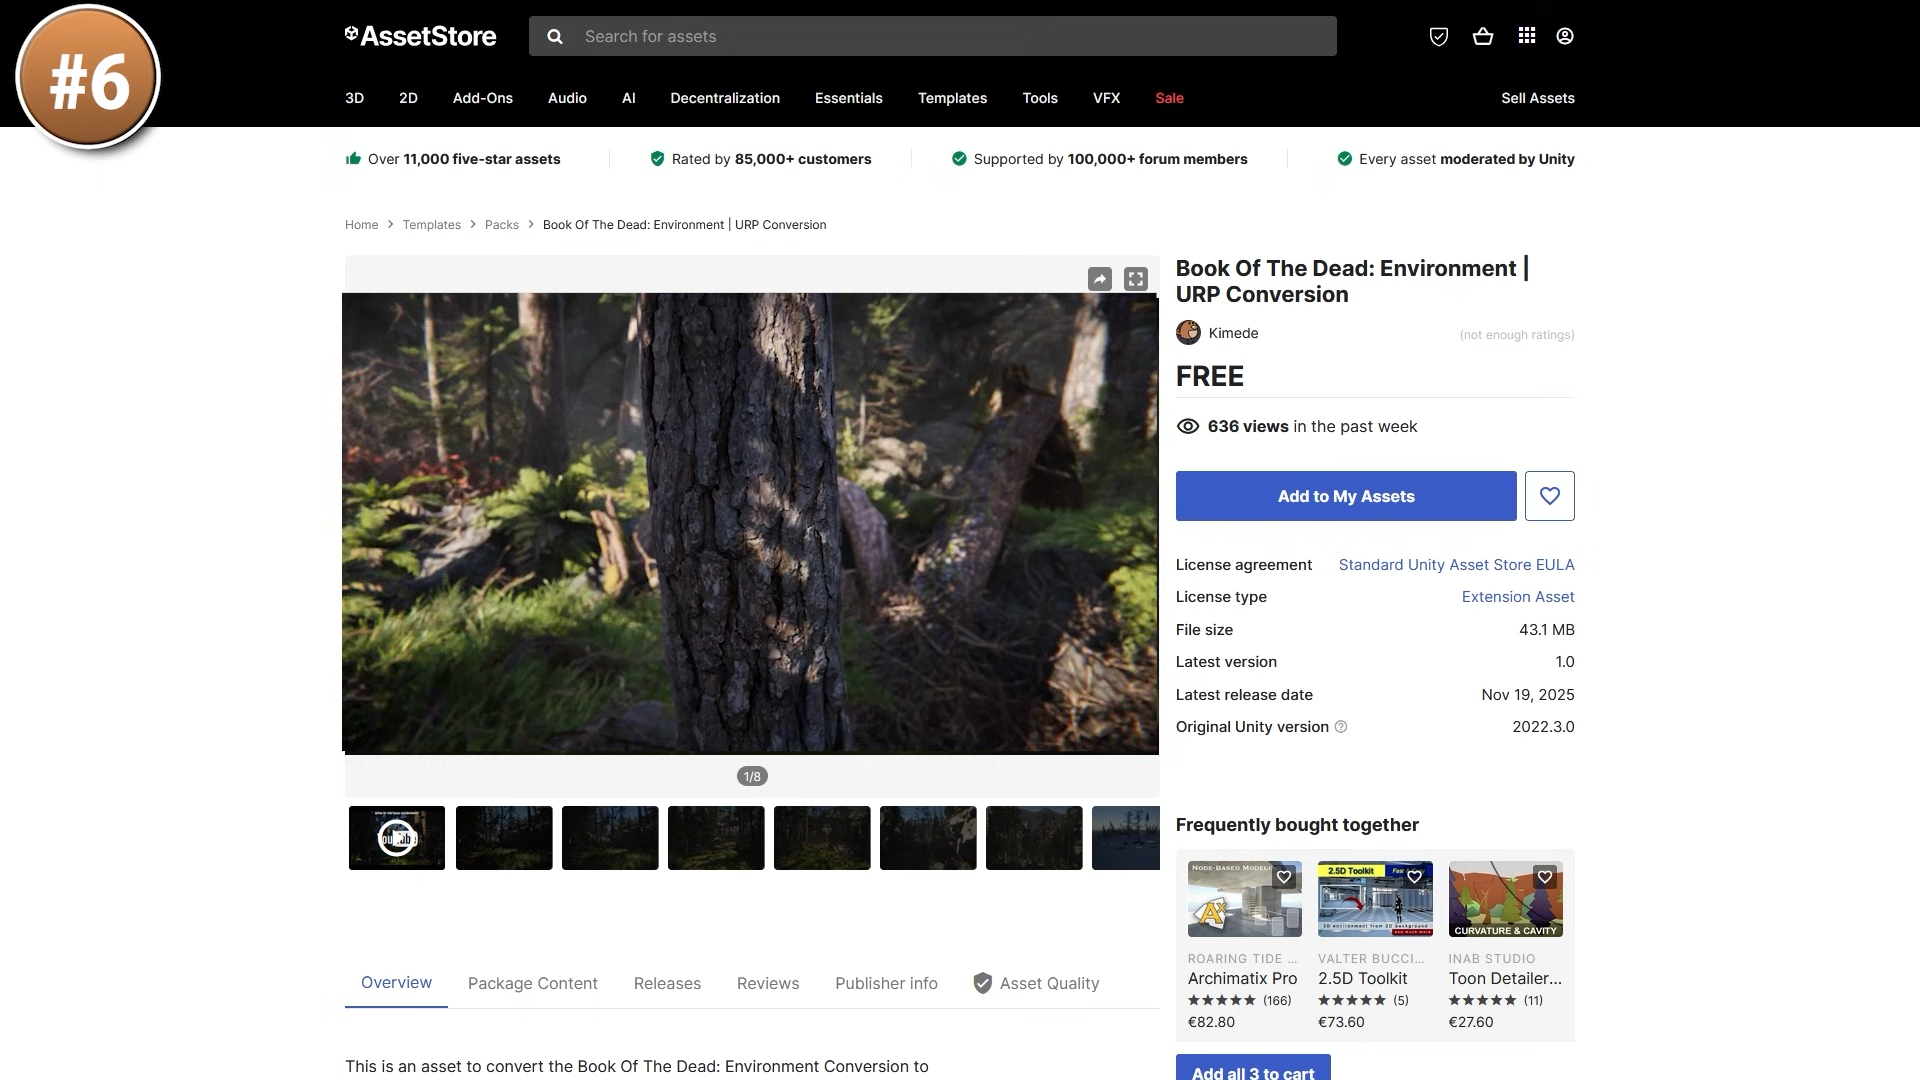 #6
AssetStore
Search for assets
3D 2D Add-Ons Audio AI Decentralization Essentials Templates Tools VFX Sale Sell Assets
Over 11,000 five-star assets Rated by 85,000+ customers Supported by 100,000+ forum members Every asset moderated by Unity
Home > Templates > Packs > Book Of The Dead: Environment | URP Conversion
Book Of The Dead: Environment |
URP Conversion
Kimede (not enough ratings)
FREE
636 views in the past week
Add to My Assets
License agreement Standard Unity Asset Store EULA
License type Extension Asset
File size 43.1 MB
Latest version 1.0
Latest release date Nov 19, 2025
Original Unity version 2022.3.0
1/8
Frequently bought together
2.5D Toolkit
CURVATURE & CAVITY
ROARING TIDE ... VALTER BUCCI... INAB STUDIO
Archimatix Pro 2.5D Toolkit Toon Detailer...
★★★★★ (166) ★★★★★ (5) ★★★★★ (11)
€82.80 €73.60 €27.60
Add all 3 to cart
Overview Package Content Releases Reviews Publisher info Asset Quality
This is an asset to convert the Book Of The Dead: Environment Conversion to